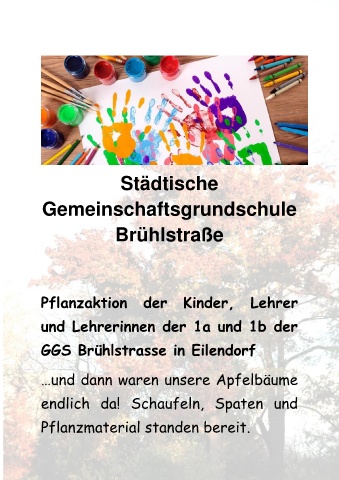 Städtische
Gemeinschaftsgrundschule
Brühlstraße
Pflanzaktion der Kinder, Lehrer
und Lehrerinnen der 1a und 1b der
GGS Brühlstrasse in Eilendorf
…und dann waren unsere Apfelbäume
endlich da! Schaufeln, Spaten und
Pflanzmaterial standen bereit.